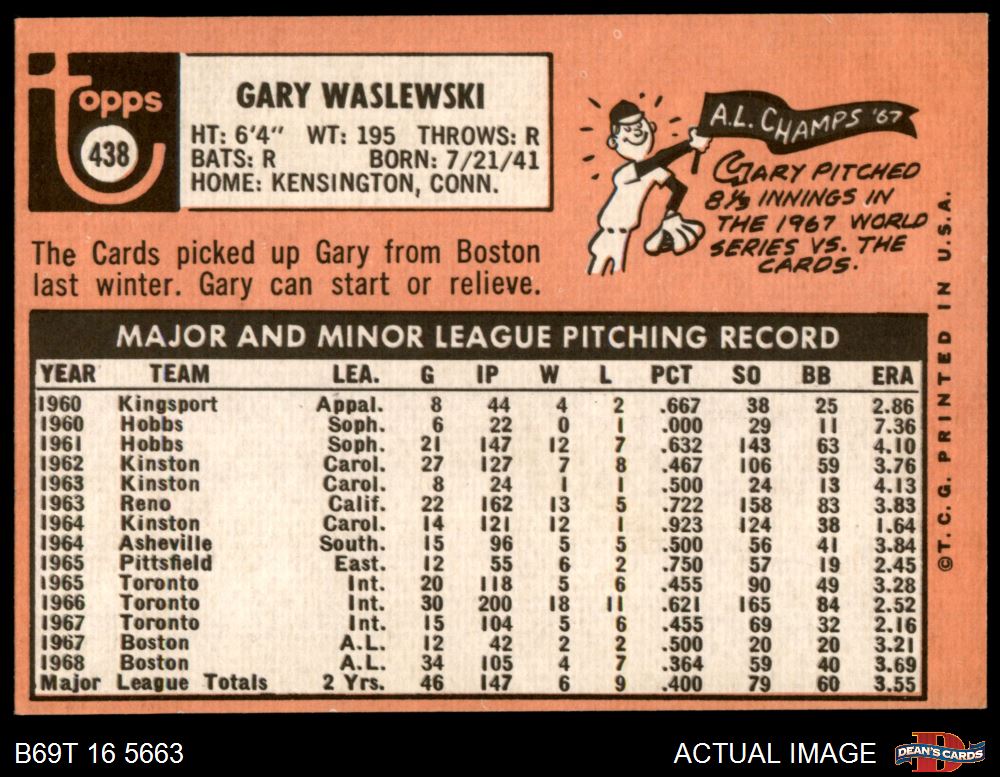 topps
438
GARY WASLEWSKI
HT: 6'4" WT: 195 THROWS: R
BATS: R BORN: 7/21/41
HOME: KENSINGTON, CONN.
The Cards picked up Gary from Boston
last winter. Gary can start or relieve.
A.L. CHAMPS '67
GARY PITCHED
8⅓ INNINGS IN
THE 1967 WORLD
SERIES VS. THE
CARDS.
©T.C.G. PRINTED IN U.S.A.
MAJOR AND MINOR LEAGUE PITCHING RECORD
YEAR TEAM LEA. G IP W L PCT SO BB ERA
1960 Kingsport Appal. 8 44 4 2 .667 38 25 2.86
1960 Hobbs Soph. 6 22 0 1 .000 29 11 7.36
1961 Hobbs Soph. 21 147 12 7 .632 143 63 4.10
1962 Kinston Carol. 27 127 7 8 .467 106 59 3.76
1963 Kinston Carol. 8 24 1 1 .500 24 13 4.13
1963 Reno Calif. 22 162 13 5 .722 158 83 3.83
1964 Kinston Carol. 14 121 12 1 .923 124 38 1.64
1964 Asheville South. 15 96 5 5 .500 56 41 3.84
1965 Pittsfield East. 12 55 6 2 .750 57 19 2.45
1965 Toronto Int. 20 118 5 6 .455 90 49 3.28
1966 Toronto Int. 30 200 18 11 .621 165 84 2.52
1967 Toronto Int. 15 104 5 6 .455 69 32 2.16
1967 Boston A.L. 12 42 2 2 .500 20 20 3.21
1968 Boston A.L. 34 105 4 7 .364 59 40 3.69
Major League Totals 2 Yrs. 46 147 6 9 .400 79 60 3.55
B69T 16 5663
ACTUAL IMAGE
D
DEAN'S CARDS